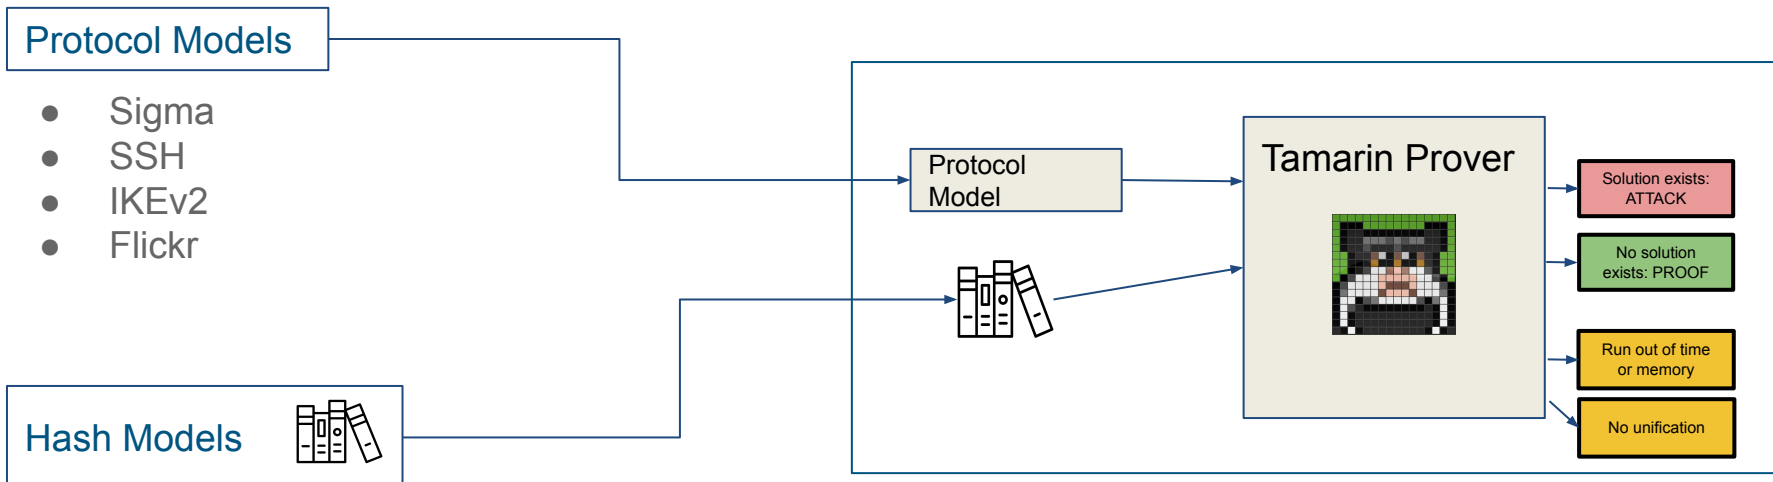 Protocol Models
● Sigma
● SSH
● IKEv2
● Flickr
Hash Models
Protocol
Model
Tamarin Prover
Solution exists:
ATTACK
No solution
exists: PROOF
Run out of time
or memory
No unification